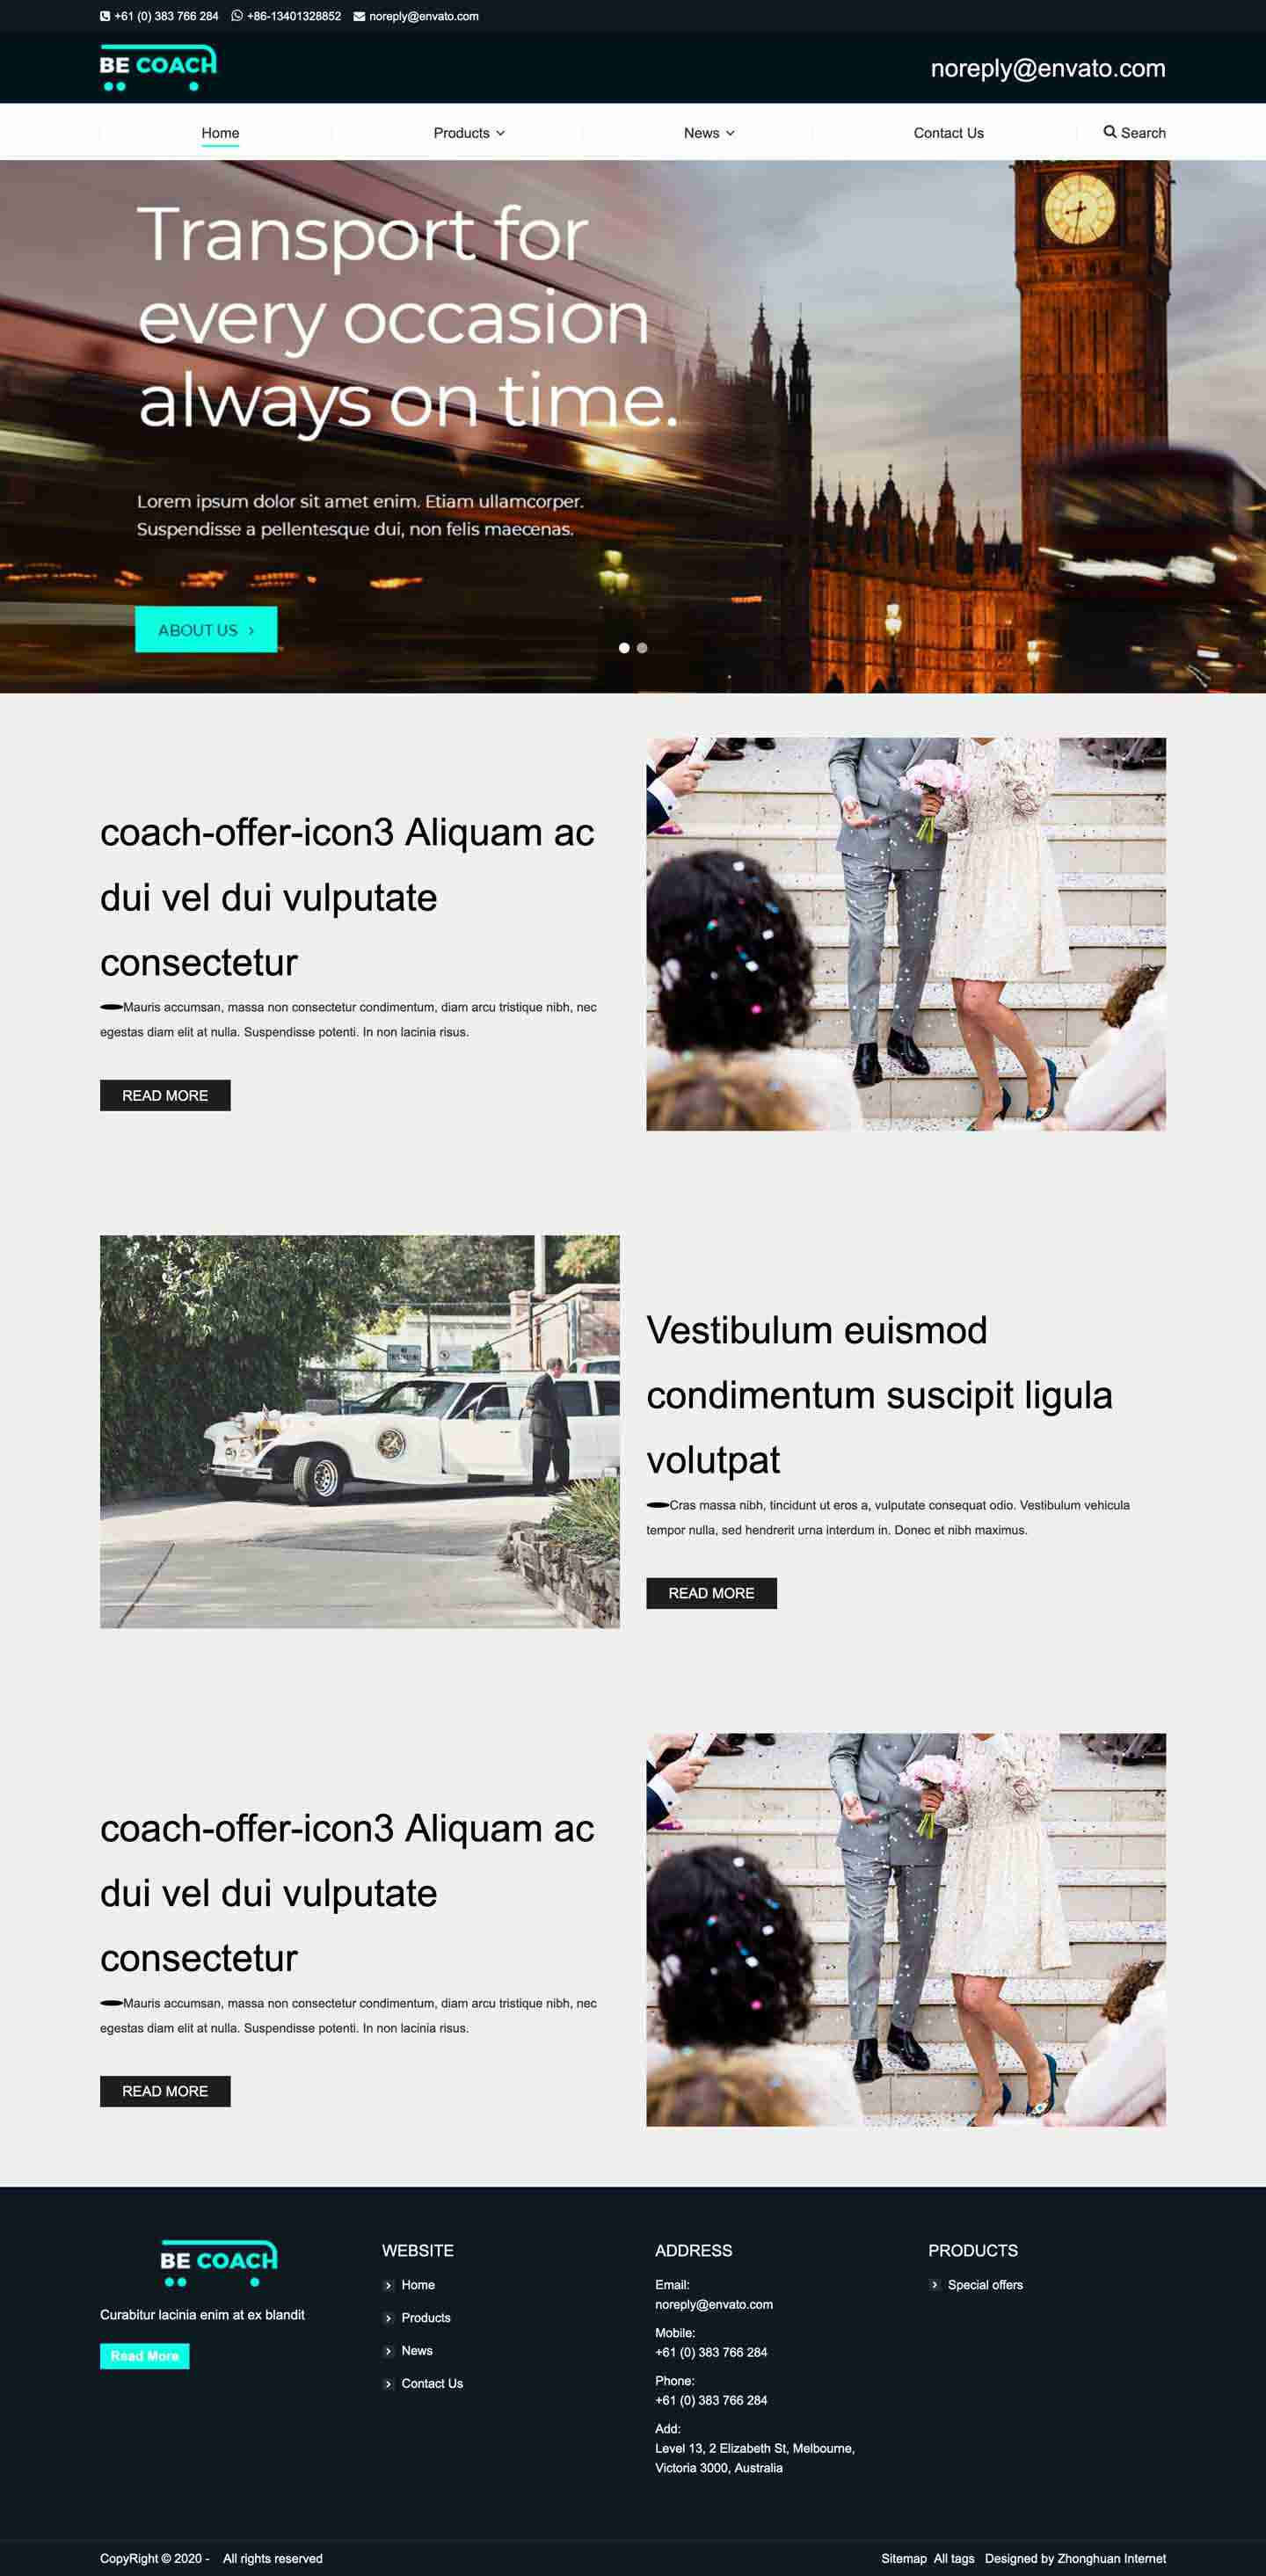 +61 (0) 383 766 284 +86-13401328852 noreply@envato.com
BE COACH
noreply@envato.com
Home Products News Contact Us Search
Transport for
every occasion
always on time.
Lorem ipsum dolor sit amet enim. Etiam ullamcorper.
Suspendisse a pellentesque dui, non felis maecenas.
ABOUT US
coach-offer-icon3 Aliquam ac
dui vel dui vulputate
consectetur
Mauris accumsan, massa non consectetur condimentum, diam arcu tristique nibh, nec
egestas diam elit at nulla. Suspendisse potenti. In non lacinia risus.
READ MORE
Vestibulum euismod
condimentum suscipit ligula
volutpat
Cras massa nibh, tincidunt ut eros a, vulputate consequat odio. Vestibulum vehicula
tempor nulla, sed hendrerit urna interdum in. Donec et nibh maximus.
READ MORE
coach-offer-icon3 Aliquam ac
dui vel dui vulputate
consectetur
Mauris accumsan, massa non consectetur condimentum, diam arcu tristique nibh, nec
egestas diam elit at nulla. Suspendisse potenti. In non lacinia risus.
READ MORE
BE COACH
Curabitur lacinia enim at ex blandit
Read More
WEBSITE
Home
Products
News
Contact Us
ADDRESS
Email:
noreply@envato.com
Mobile:
+61 (0) 383 766 284
Phone:
+61 (0) 383 766 284
Add:
Level 13, 2 Elizabeth St, Melbourne,
Victoria 3000, Australia
PRODUCTS
Special offers
CopyRight © 2020 - All rights reserved
Sitemap All tags Designed by Zhonghuan Internet